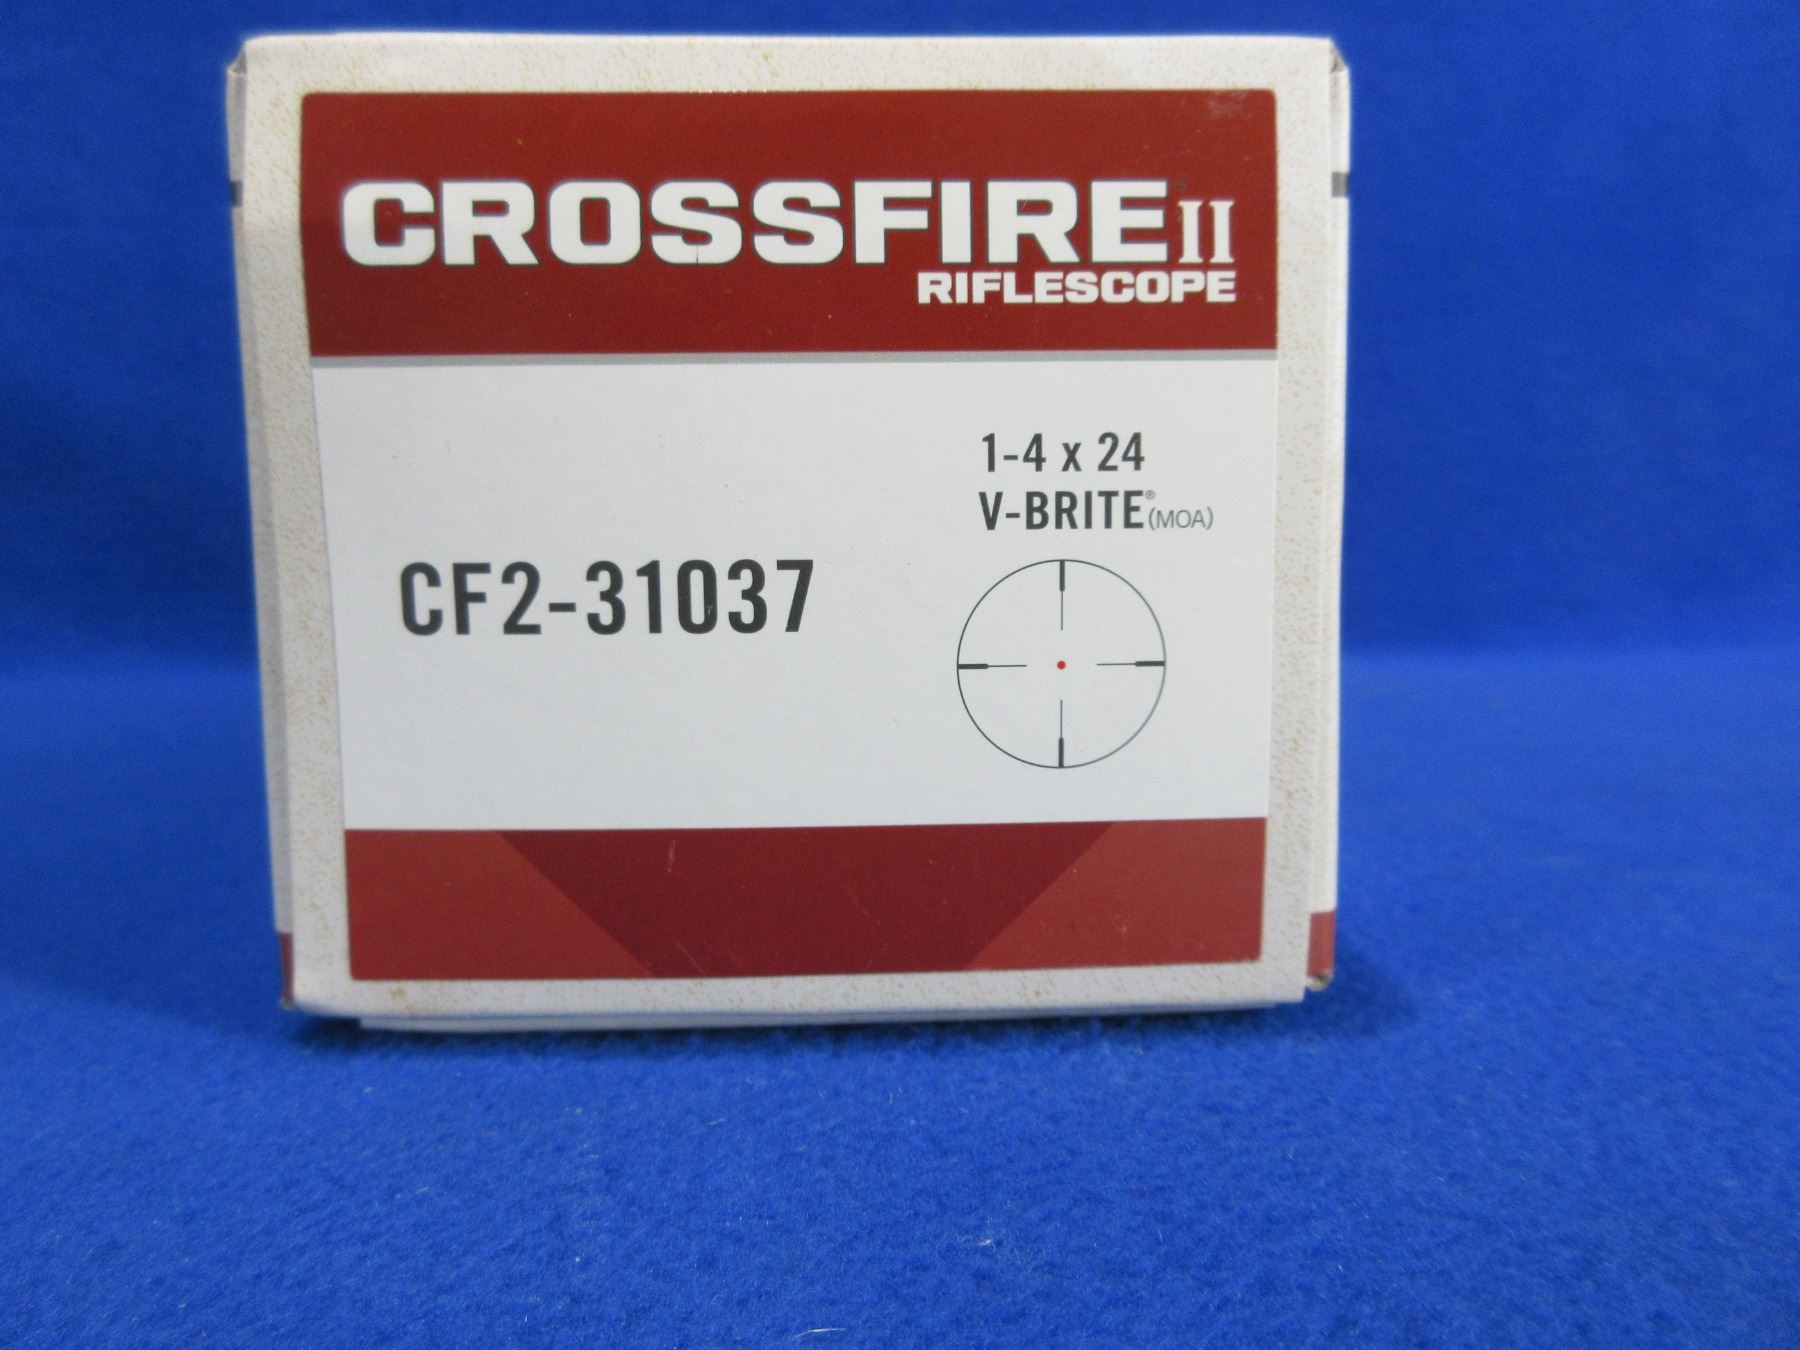 CROSSFIRE II
RIFLESCOPE
1-4 x 24
V-BRITE® (MOA)
CF2-31037